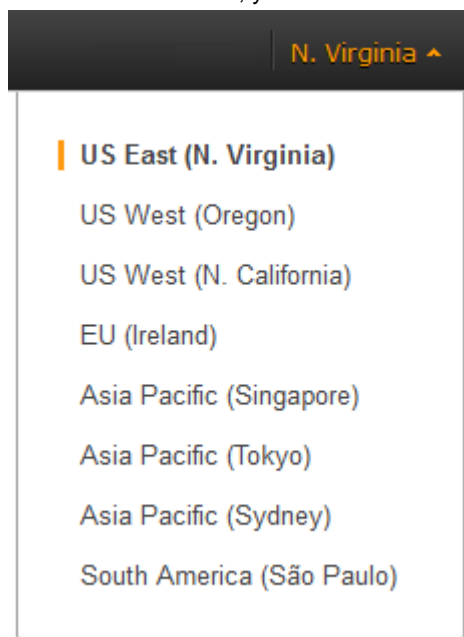 N. Virginia
US East (N. Virginia)
US West (Oregon)
US West (N. California)
EU (Ireland)
Asia Pacific (Singapore)
Asia Pacific (Tokyo)
Asia Pacific (Sydney)
South America (São Paulo)